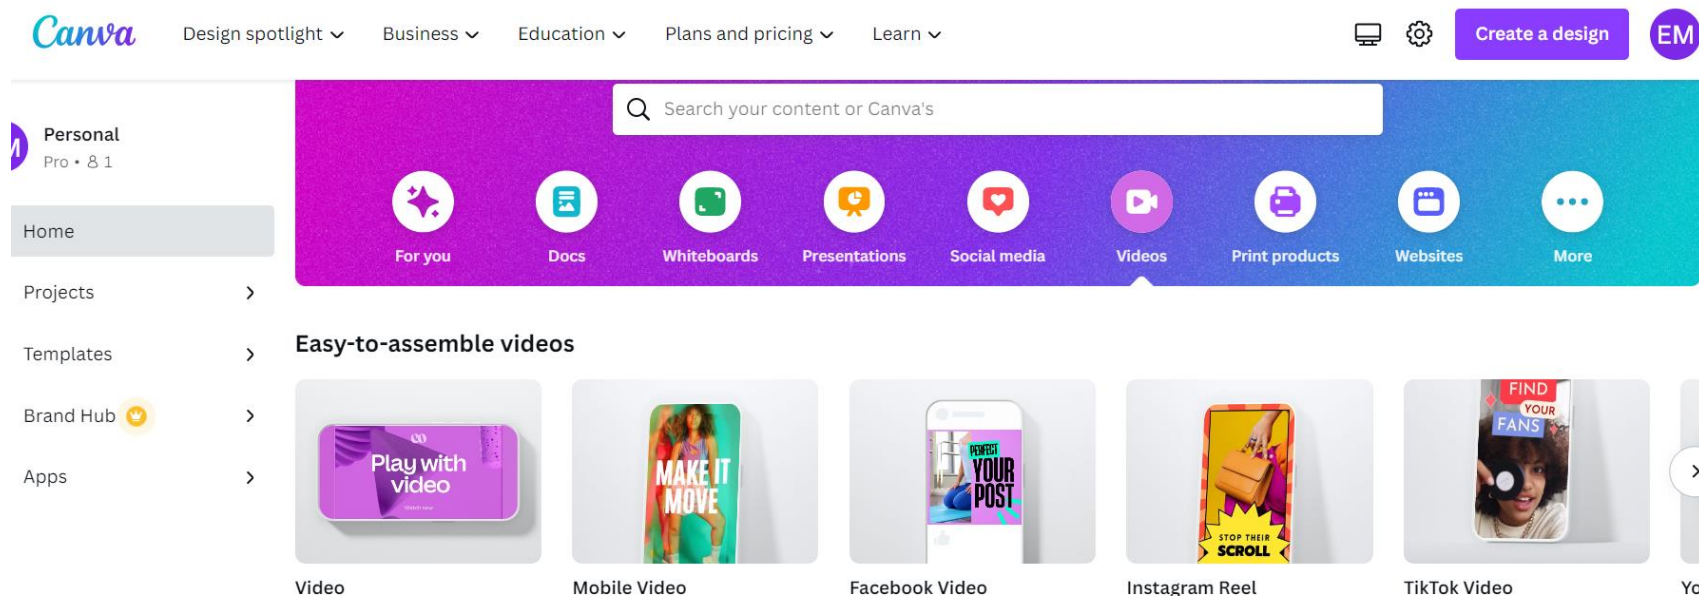 Canva
Design spotlight
Business
Education
Plans and pricing
Learn
Create a design
EM
Personal
Pro • 1
Search your content or Canva's
For you
Docs
Whiteboards
Presentations
Social media
Videos
Print products
Websites
More
Home
Projects
Templates
Brand Hub
Apps
Easy-to-assemble videos
Play with
video
MAKE IT
MOVE
PERFECT
YOUR
POST
STOP THEIR
SCROLL
FIND
YOUR
FANS
Video
Mobile Video
Facebook Video
Instagram Reel
TikTok Video